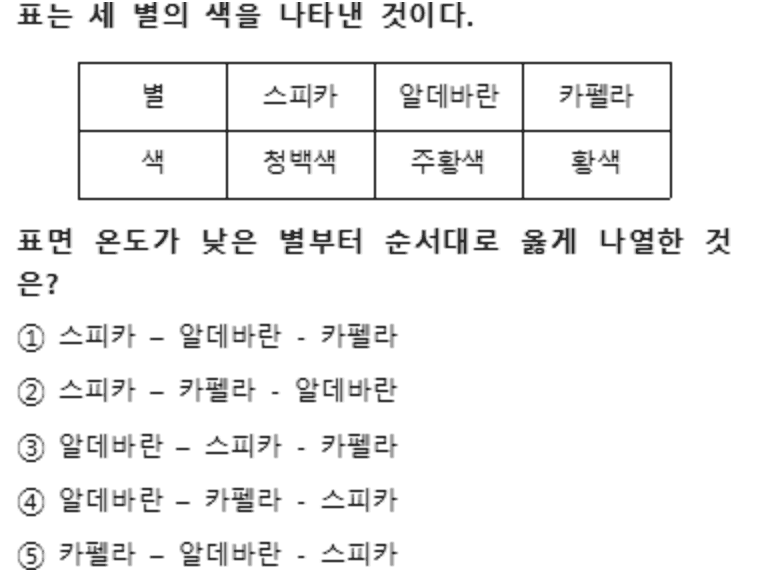 표는 세 별의 색을 나타낸 것이다.
별 스피카 알데바란 카펠라
색 청백색 주황색 황색
표면 온도가 낮은 별부터 순서대로 옳게 나열한 것
은?
① 스피카 – 알데바란 - 카펠라
② 스피카 – 카펠라 - 알데바란
③ 알데바란 – 스피카 - 카펠라
④ 알데바란 – 카펠라 - 스피카
⑤ 카펠라 – 알데바란 - 스피카